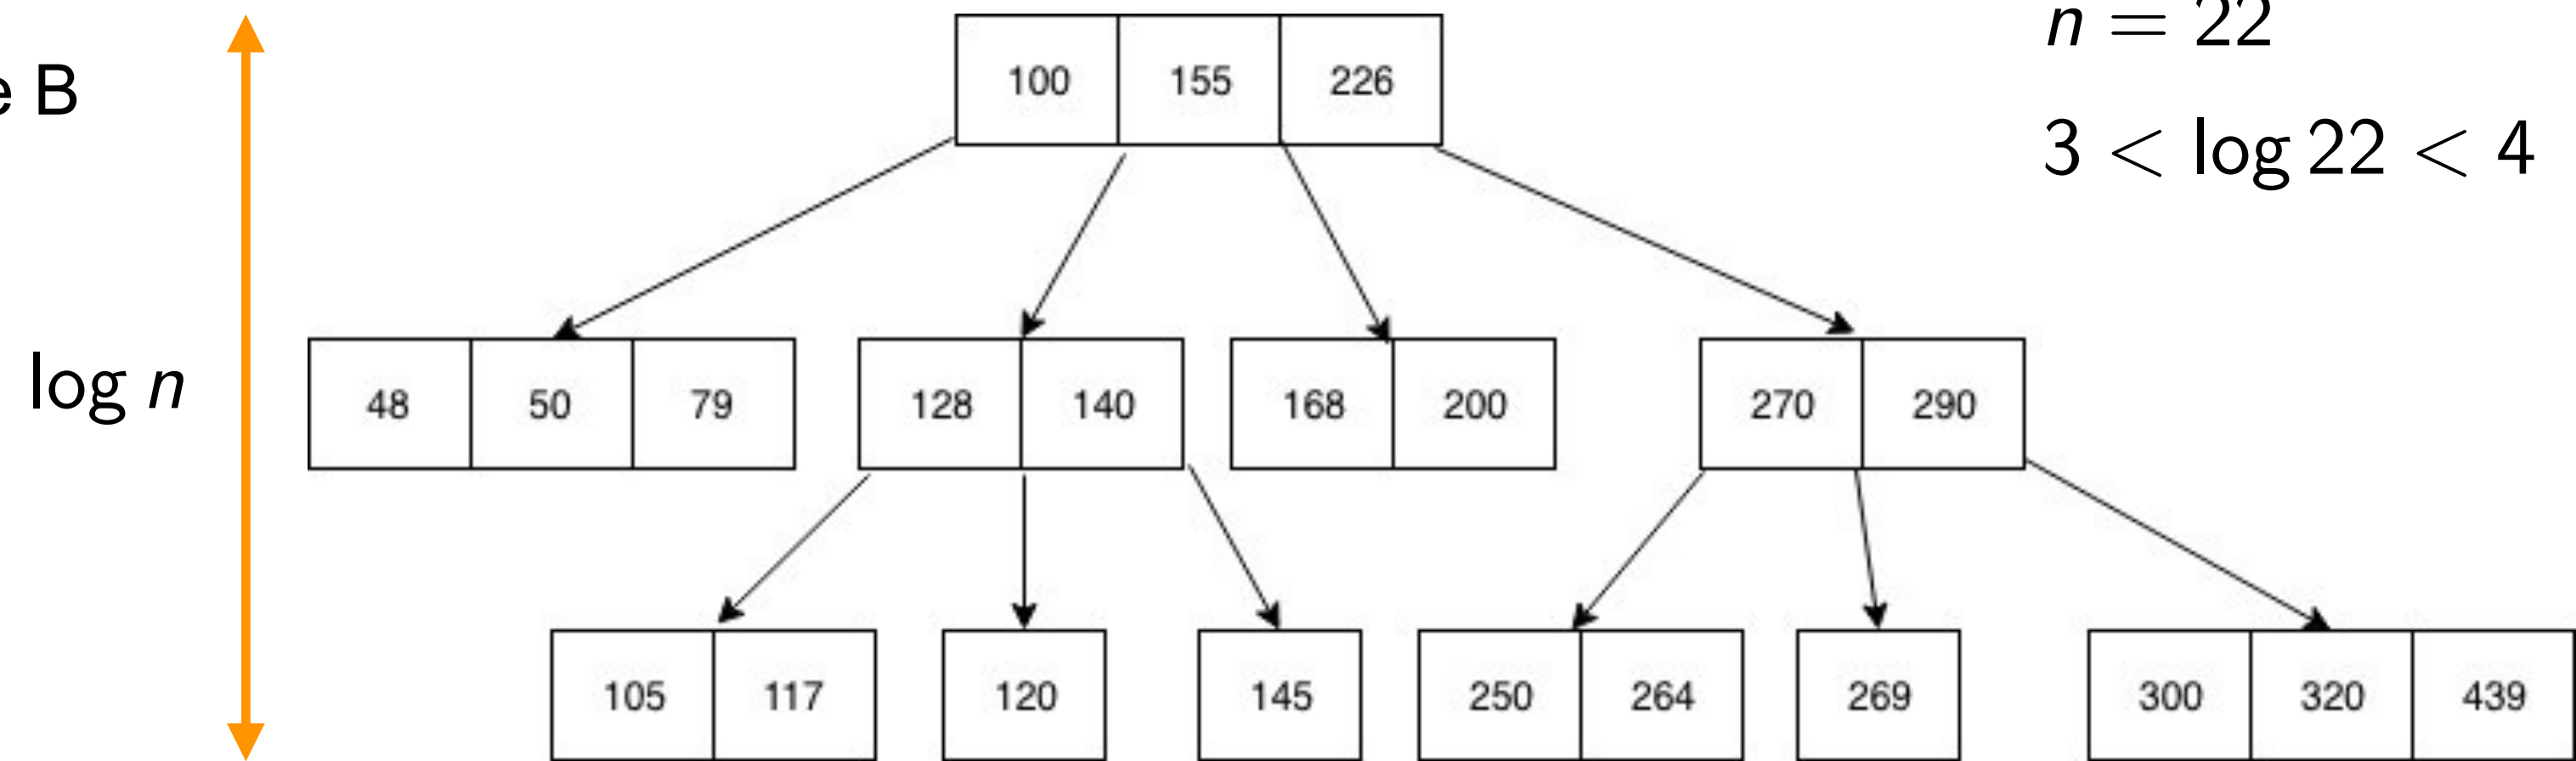 n = 22
100 155 226
e B
3 < log 22 < 4
log n
48 50 79 128 140 168 200 270 290
105 117 120 145 250 264 269 300 320 439